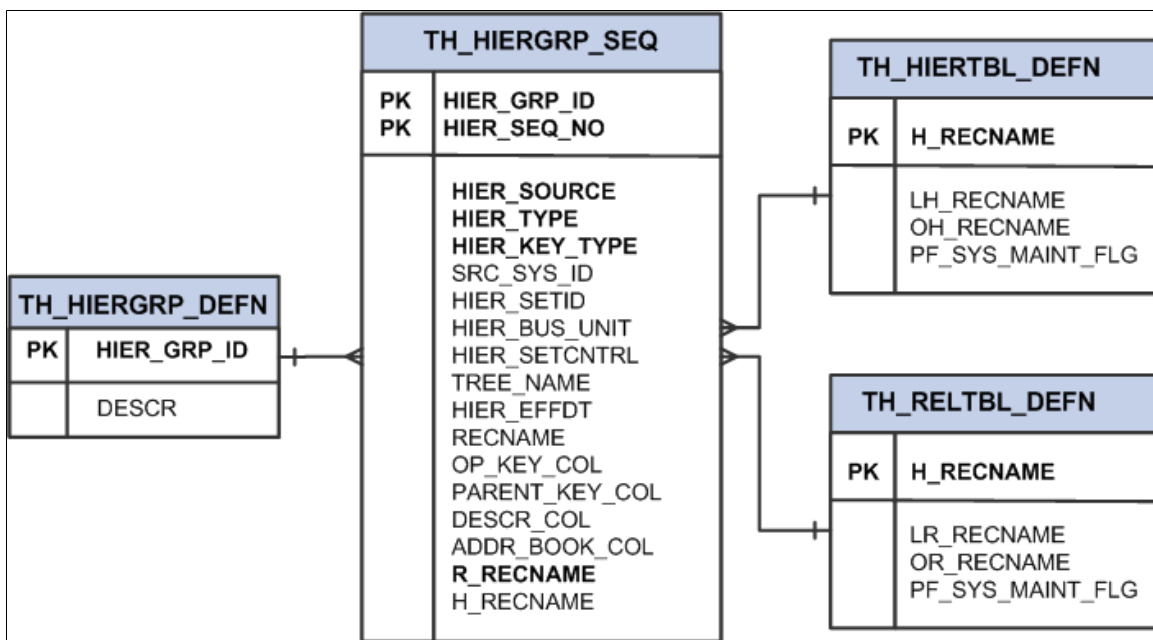 TH_HIERGRP_DEFN
PK HIER_GRP_ID
DESCR
TH_HIERGRP_SEQ
PK HIER_GRP_ID
PK HIER_SEQ_NO
HIER_SOURCE
HIER_TYPE
HIER_KEY_TYPE
SRC_SYS_ID
HIER_SETID
HIER_BUS_UNIT
HIER_SETCNTRL
TREE_NAME
HIER_EFFDT
RECNAME
OP_KEY_COL
PARENT_KEY_COL
DESCR_COL
ADDR_BOOK_COL
R_RECNAME
H_RECNAME
TH_HIERTBL_DEFN
PK H_RECNAME
LH_RECNAME
OH_RECNAME
PF_SYS_MAINT_FLG
TH_RELTBL_DEFN
PK H_RECNAME
LR_RECNAME
OR_RECNAME
PF_SYS_MAINT_FLG